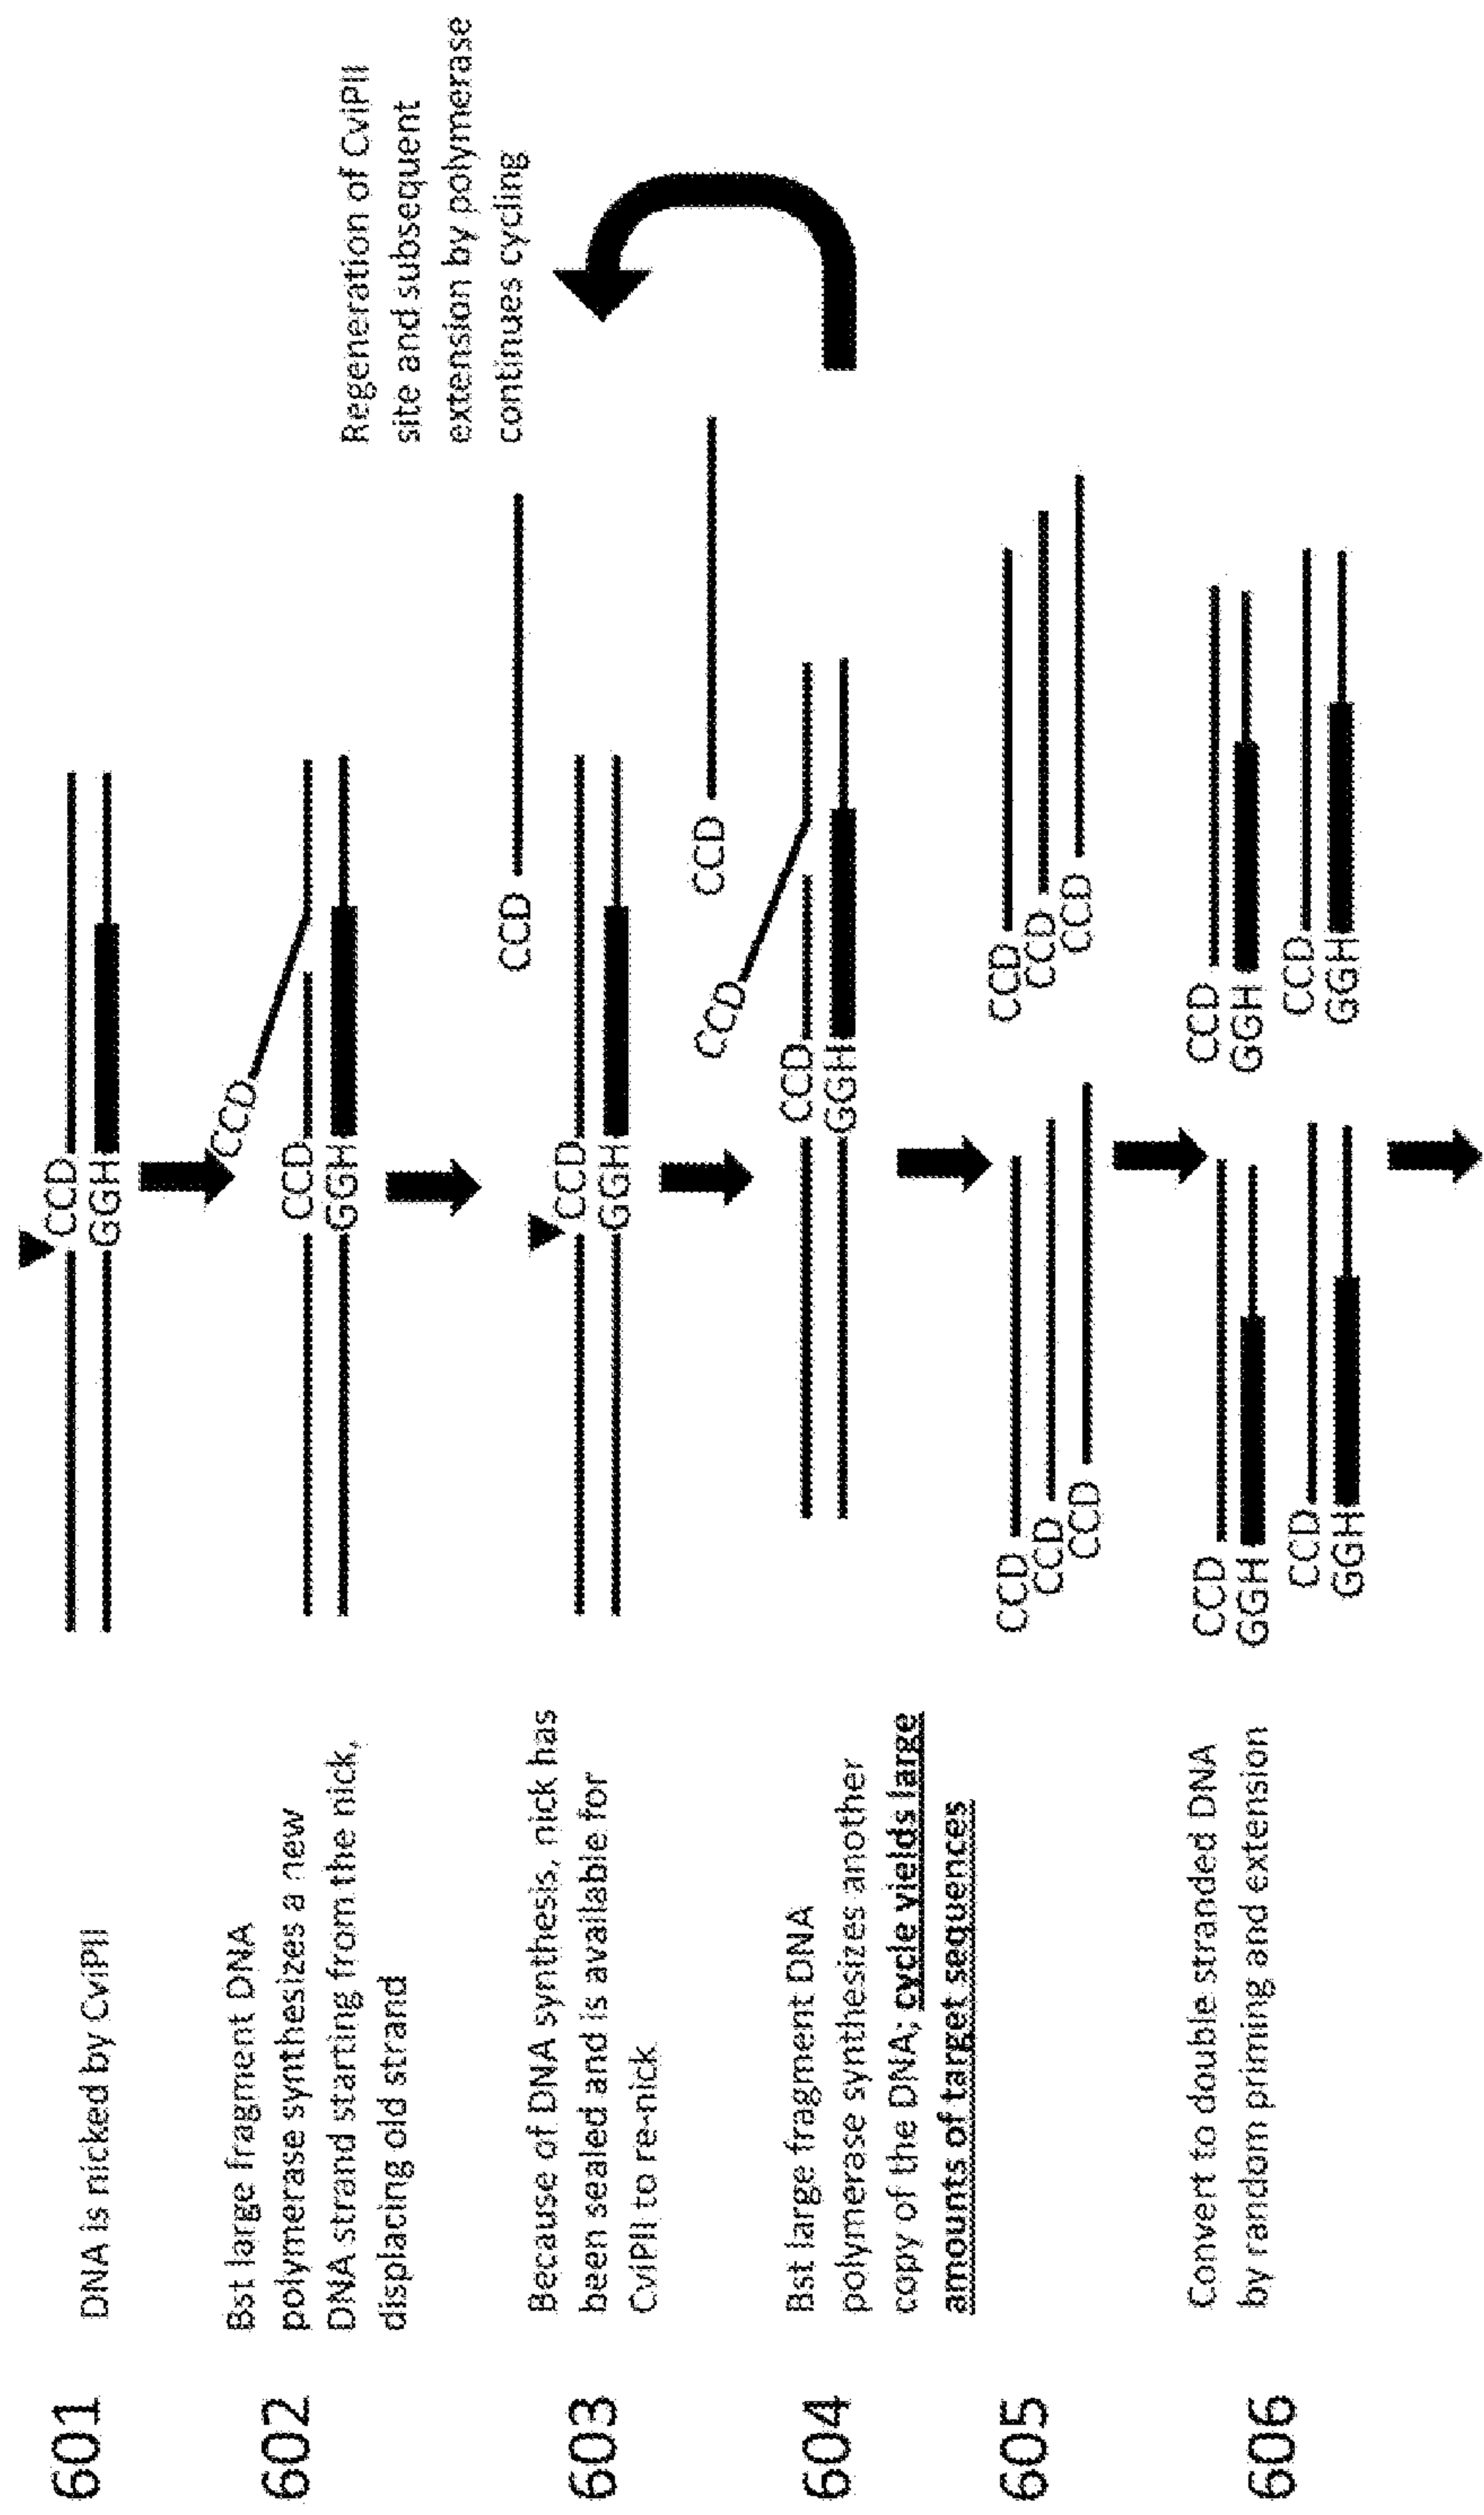 601
DNA is nicked by CviPII
CCD
GGH
602
Bst large fragment DNA
polymerase synthesizes a new
DNA strand starting from the nick,
displacing old strand
CCD
CCD
GGH
Regeneration of CviPII
site and subsequent
extension by polymerase
continues cycling
603
Because of DNA synthesis, nick has
been sealed and is available for
CviPII to re-nick
CCD
CCD
GGH
604
Bst large fragment DNA
polymerase synthesizes another
copy of the DNA; cycle yields large
amounts of target sequences
CCD
CCD
CCD
GGH
605
CCD
CCD
CCD
CCD
CCD
CCD
606
Convert to double stranded DNA
by random priming and extension
CCD
GGH
CCD
GGH
CCD
GGH
CCD
GGH